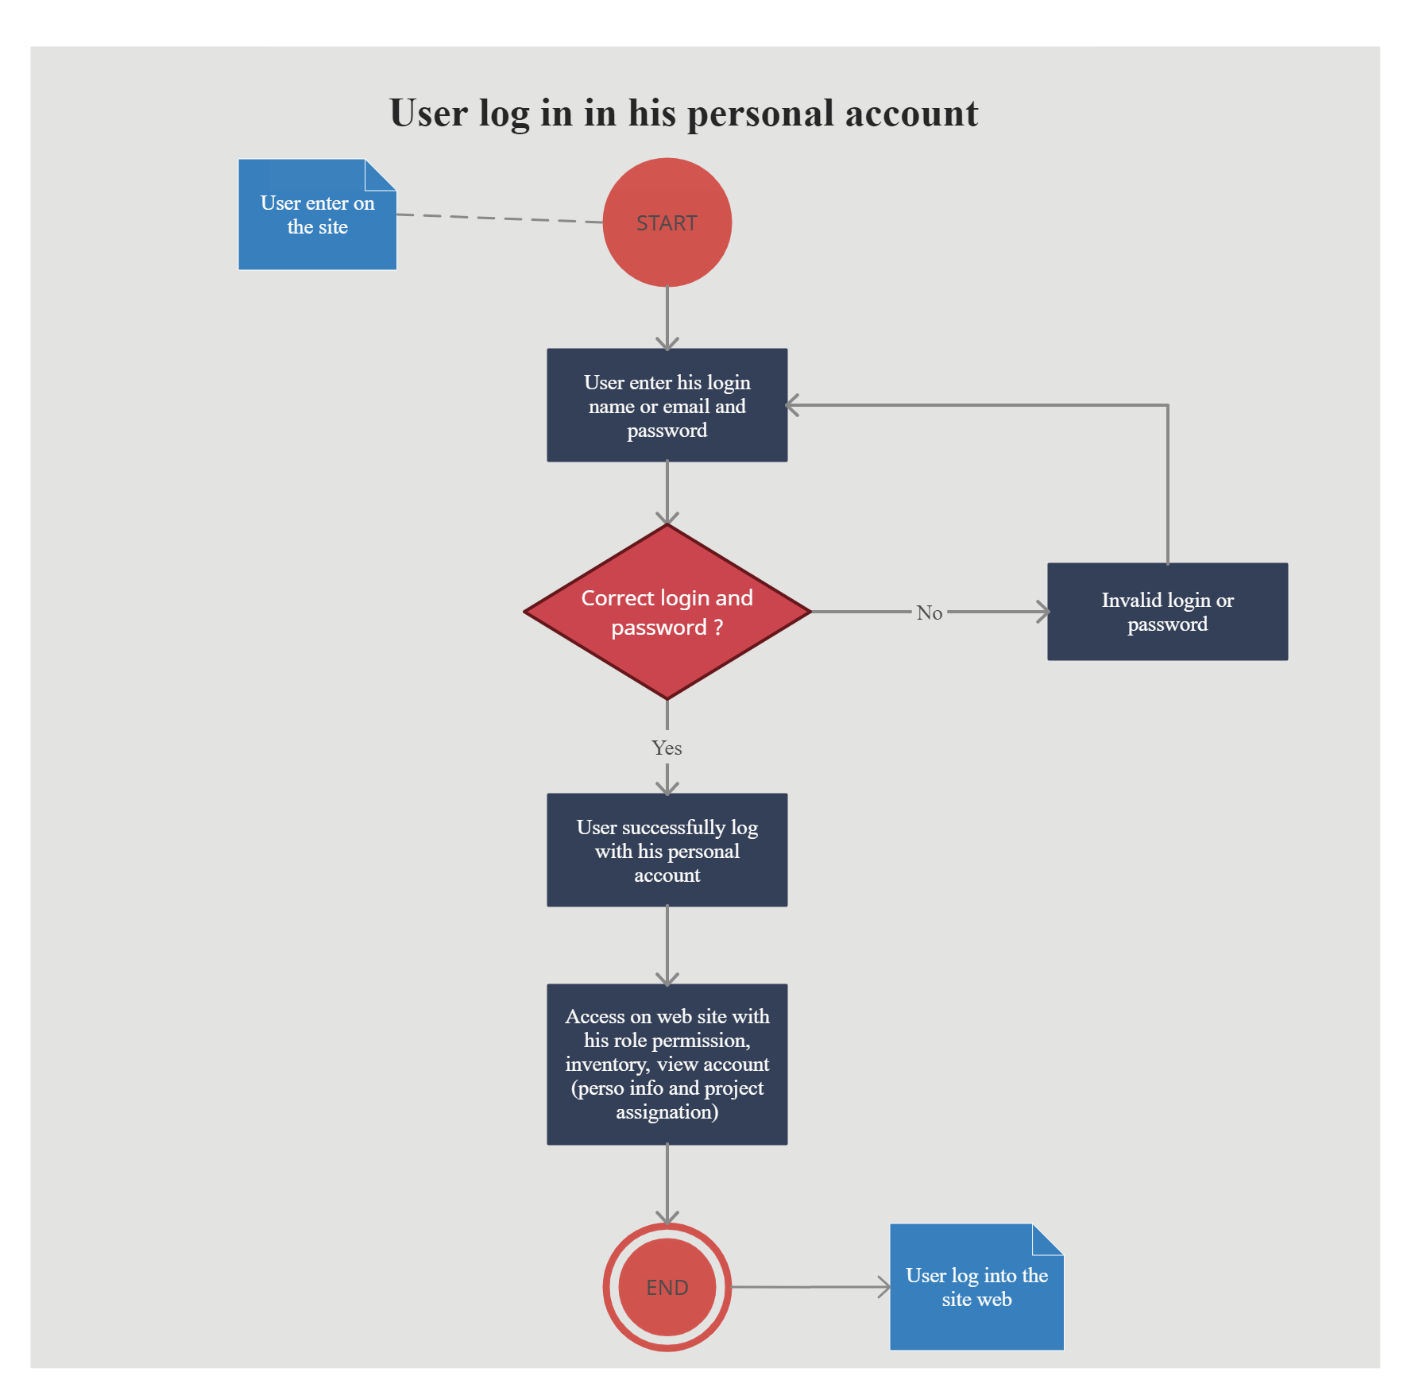 User log in in his personal account
User enter on
the site
START
User enter his login
name or email and
password
Correct login and
password ?
No
Invalid login or
password
Yes
User successfully log
with his personal
account
Access on web site with
his role permission,
inventory, view account
(perso info and project
assignation)
END
User log into the
site web